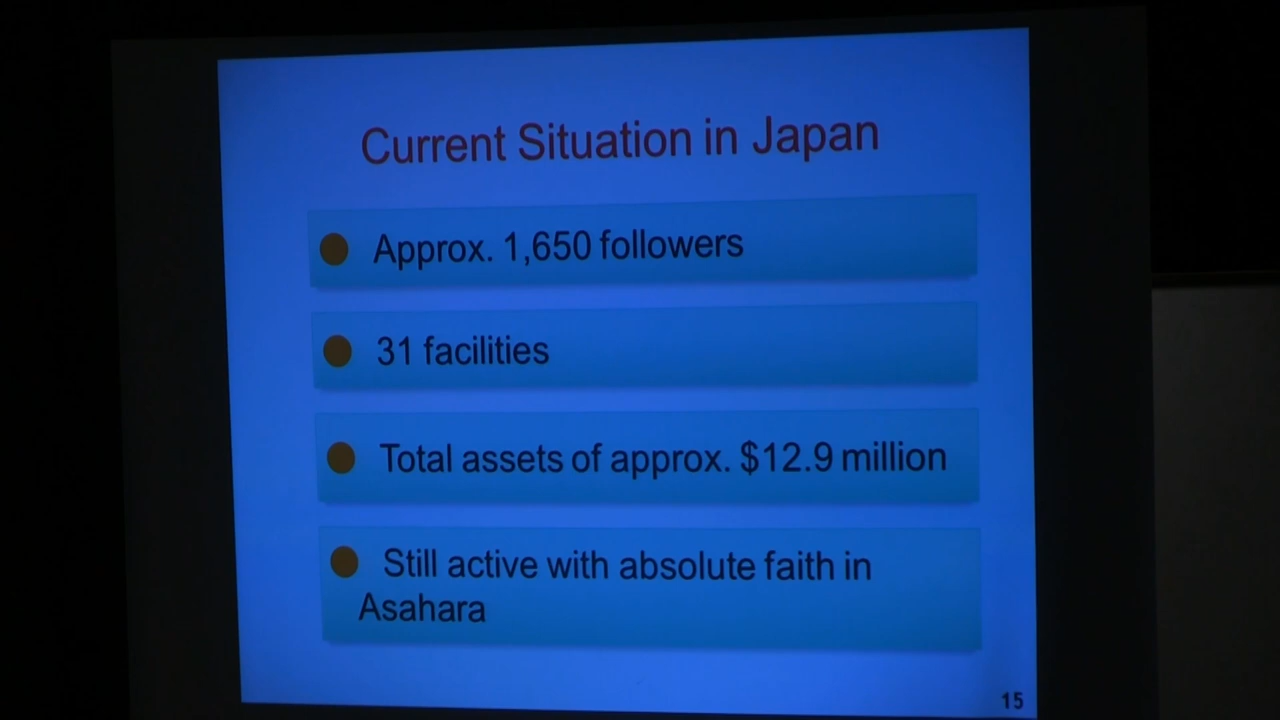 Current Situation in Japan
Approx. 1,650 followers
31 facilities
Total assets of approx. $12.9 million
Still active with absolute faith in
Asahara
15